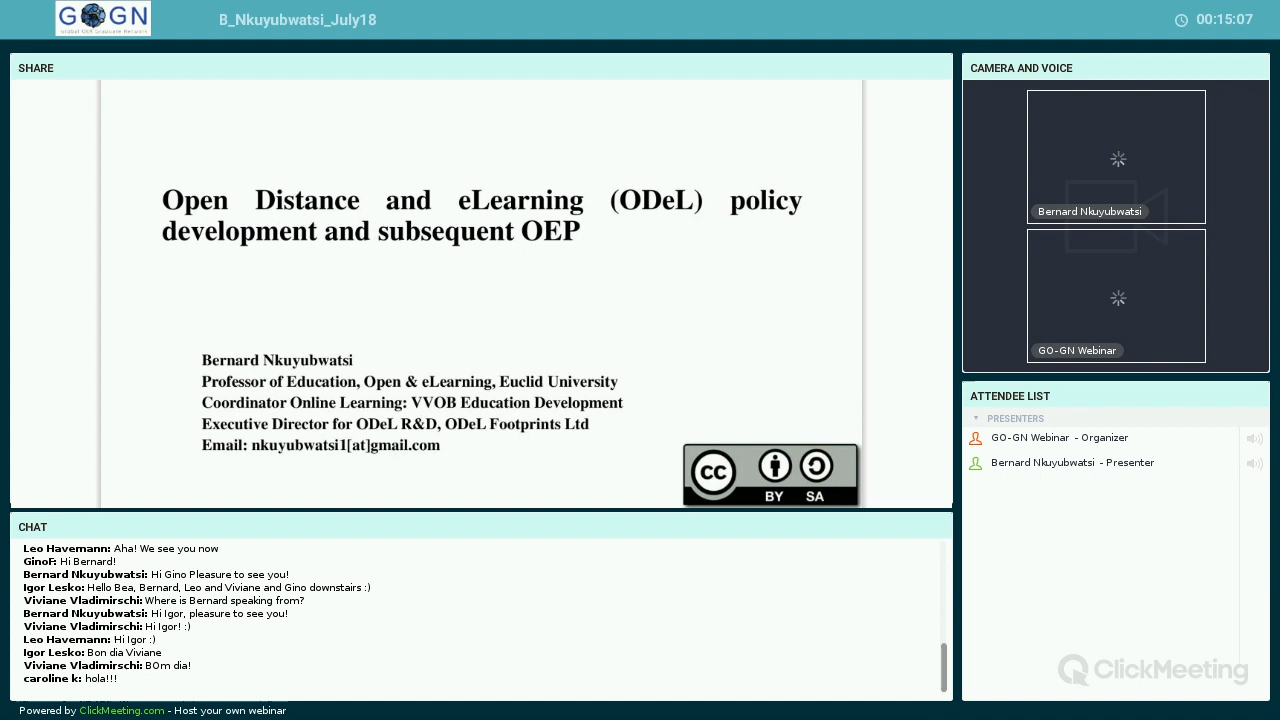 GOGN
Global OER Graduate Network
B_Nkuyubwatsi_July18
00:15:07
SHARE
Open Distance and eLearning (ODeL) policy
development and subsequent OEP
Bernard Nkuyubwatsi
Professor of Education, Open & eLearning, Euclid University
Coordinator Online Learning: VVOB Education Development
Executive Director for ODeL R&D, ODeL Footprints Ltd
Email: nkuyubwatsi1[at]gmail.com
cc
BY SA
CAMERA AND VOICE
Bernard Nkuyubwatsi
GO-GN Webinar
ATTENDEE LIST
PRESENTERS
GO-GN Webinar - Organizer
Bernard Nkuyubwatsi - Presenter
ClickMeeting
CHAT
Leo Havemann: Aha! We see you now
GinoF: Hi Bernard!
Bernard Nkuyubwatsi: Hi Gino Pleasure to see you!
Igor Lesko: Hello Bea, Bernard, Leo and Viviane and Gino downstairs :)
Viviane Vladimirschi: Where is Bernard speaking from?
Bernard Nkuyubwatsi: Hi Igor, pleasure to see you!
Viviane Vladimirschi: Hi Igor! :)
Leo Havemann: Hi Igor :)
Igor Lesko: Bon dia Viviane
Viviane Vladimirschi: BOm dia!
caroline k: hola!!!
Powered by ClickMeeting.com - Host your own webinar